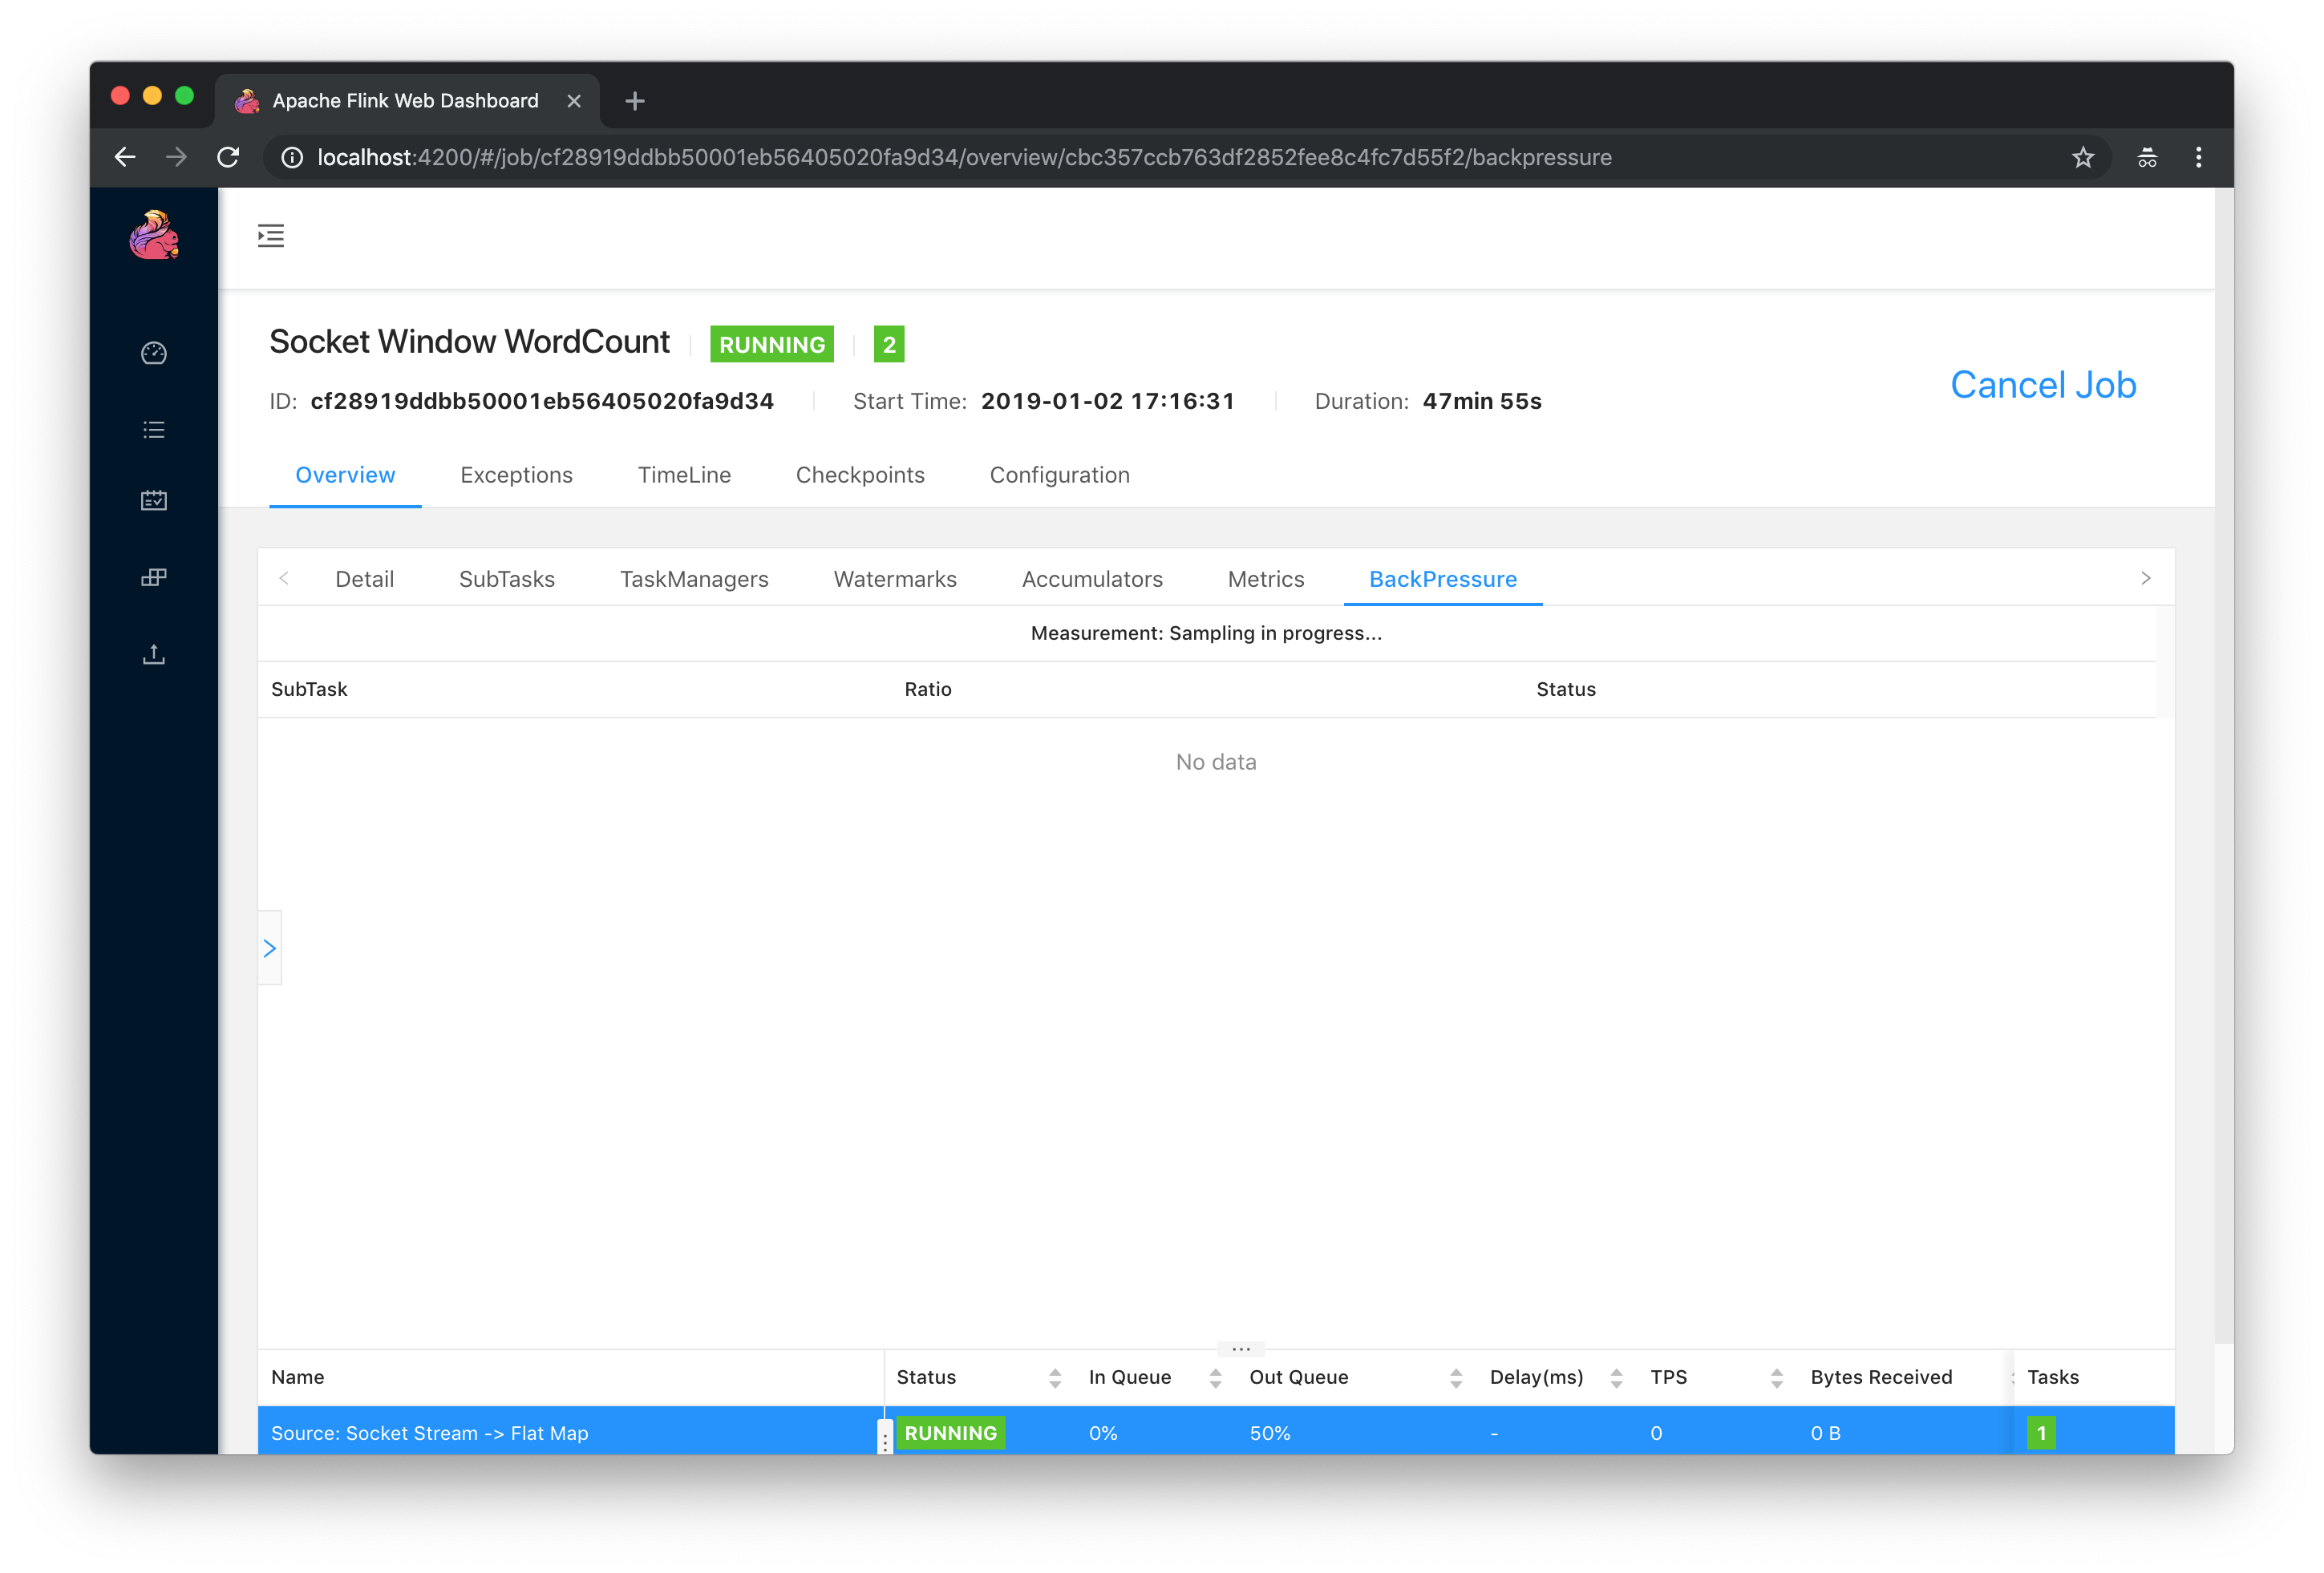 Apache Flink Web Dashboard
localhost:4200/#/job/cf28919ddbb50001eb56405020fa9d34/overview/cbc357ccb763df2852fee8c4fc7d55f2/backpressure
Socket Window WordCount RUNNING 2
ID: cf28919ddbb50001eb56405020fa9d34 Start Time: 2019-01-02 17:16:31 Duration: 47min 55s
Cancel Job
Overview Exceptions TimeLine Checkpoints Configuration
Detail SubTasks TaskManagers Watermarks Accumulators Metrics BackPressure
Measurement: Sampling in progress...
SubTask Ratio Status
No data
Name Status In Queue Out Queue Delay(ms) TPS Bytes Received Tasks
Source: Socket Stream -> Flat Map RUNNING 0% 50% - 0 0 B 1